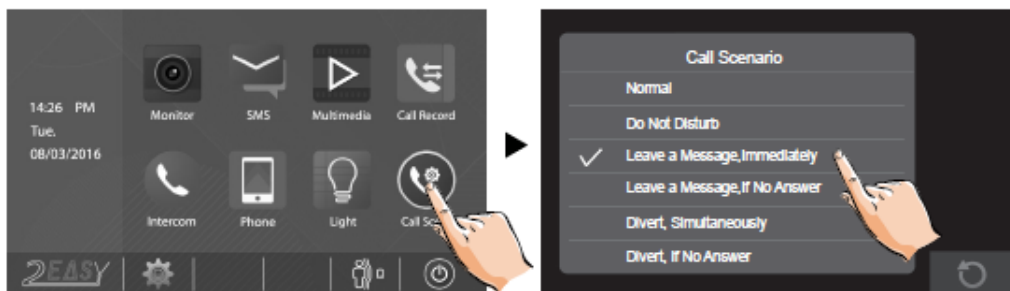 14:26 PM
Tue.
08/03/2016
Monitor
SMS
Multimedia
Call Record
Intercom
Phone
Light
Call
2EASY
Call Scenario
Normal
Do Not Disturb
Leave a Message,Immediately
Leave a Message,If No Answer
Divert, Simultaneously
Divert, If No Answer